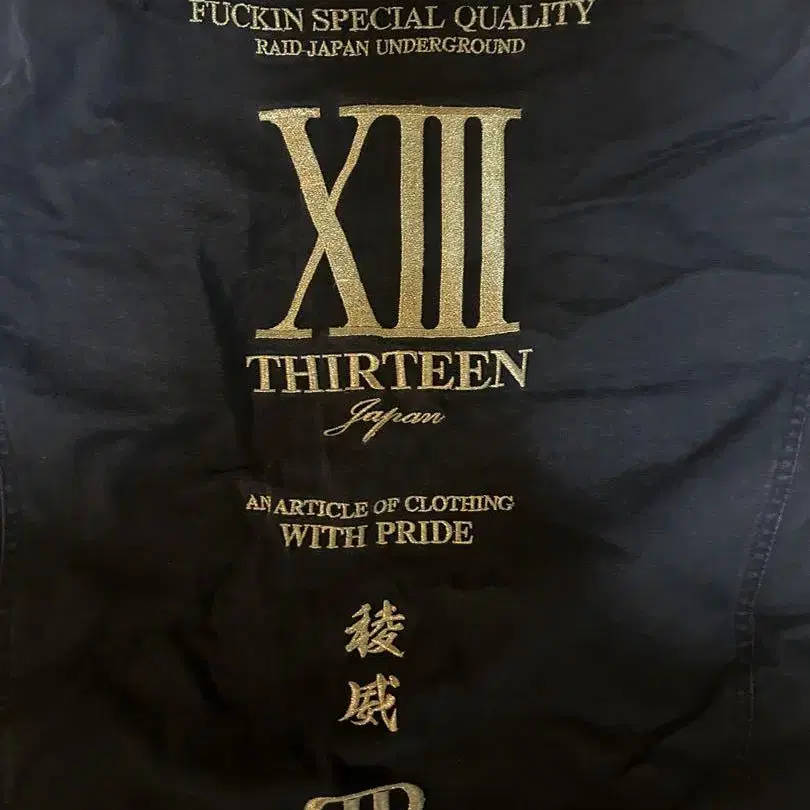 FUCKIN SPECIAL QUALITY
RAID-JAPAN UNDERGROUND
XIII
THIRTEEN
Japan
AN ARTICLE OF CLOTHING
WITH PRIDE
稜
威